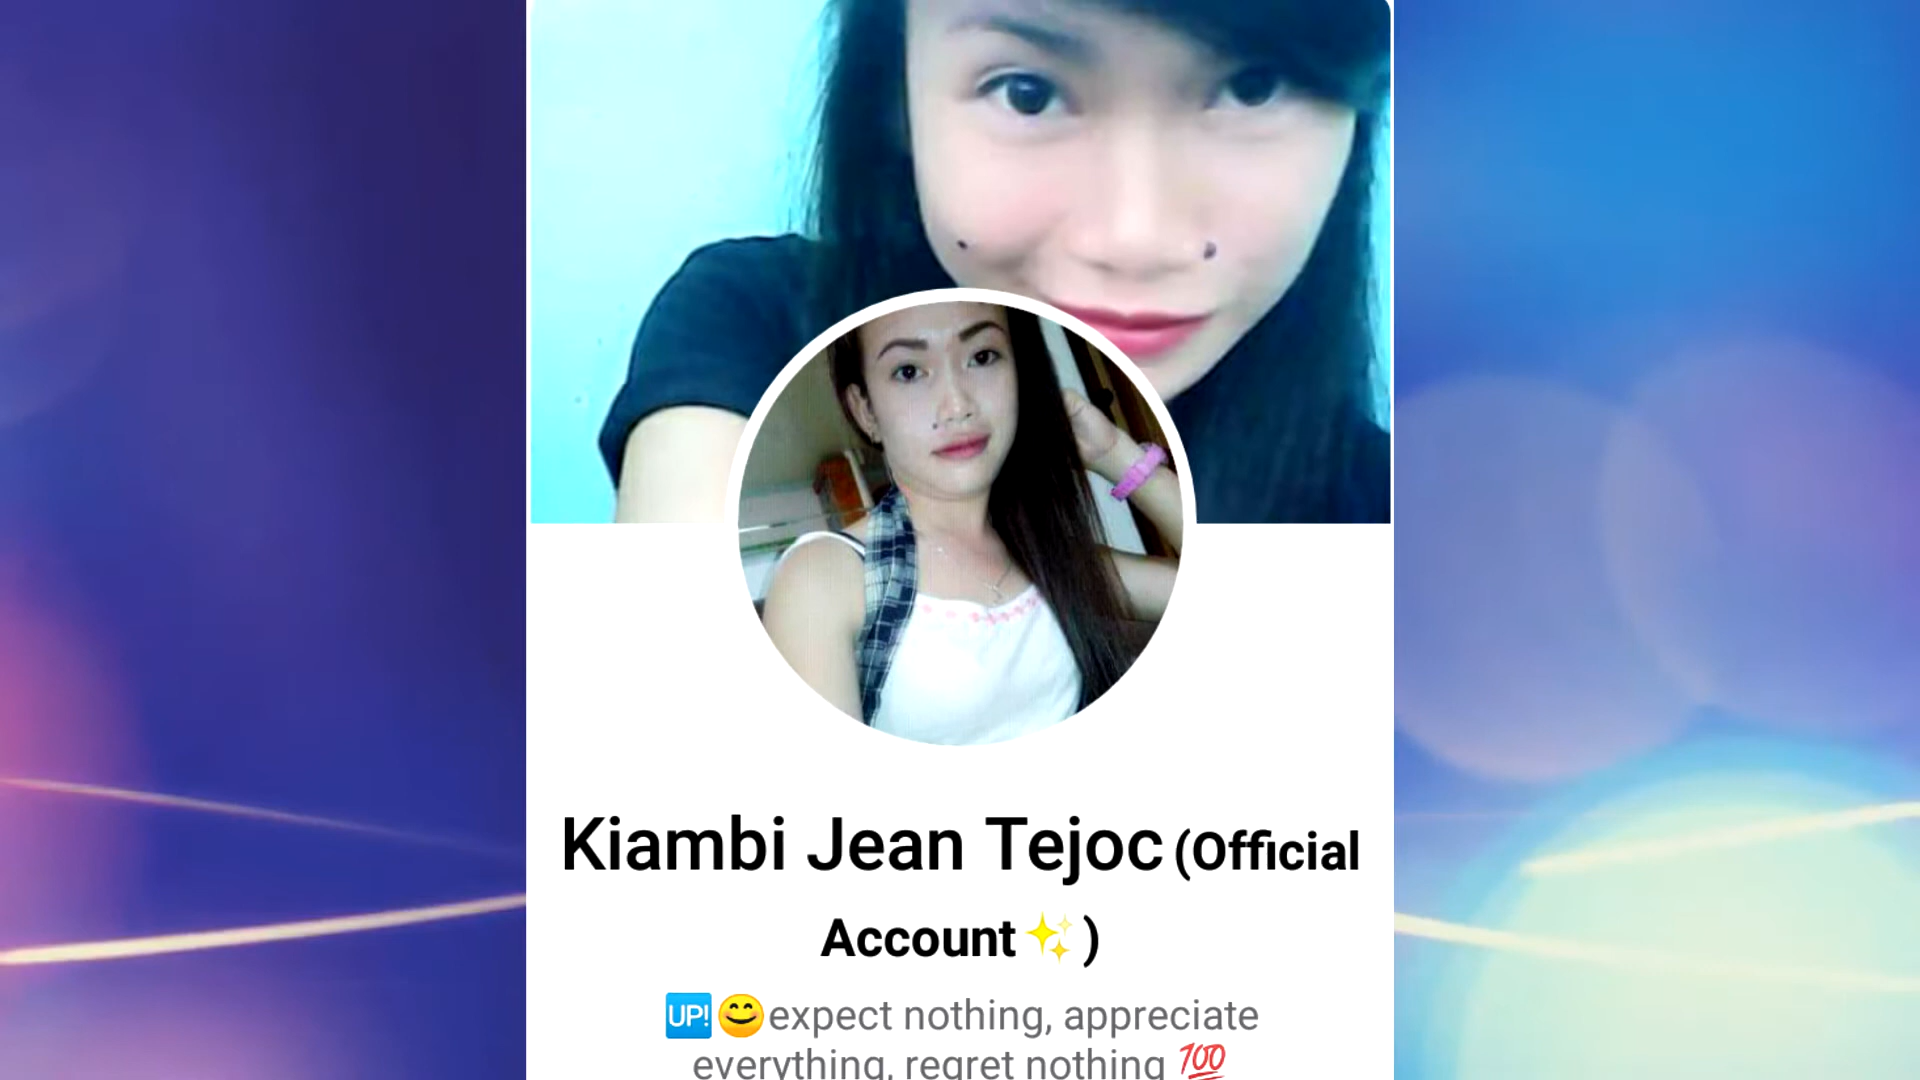 Kiambi Jean Tejoc (Official
Account✨)
🆙😊expect nothing, appreciate
everything, regret nothing 💯